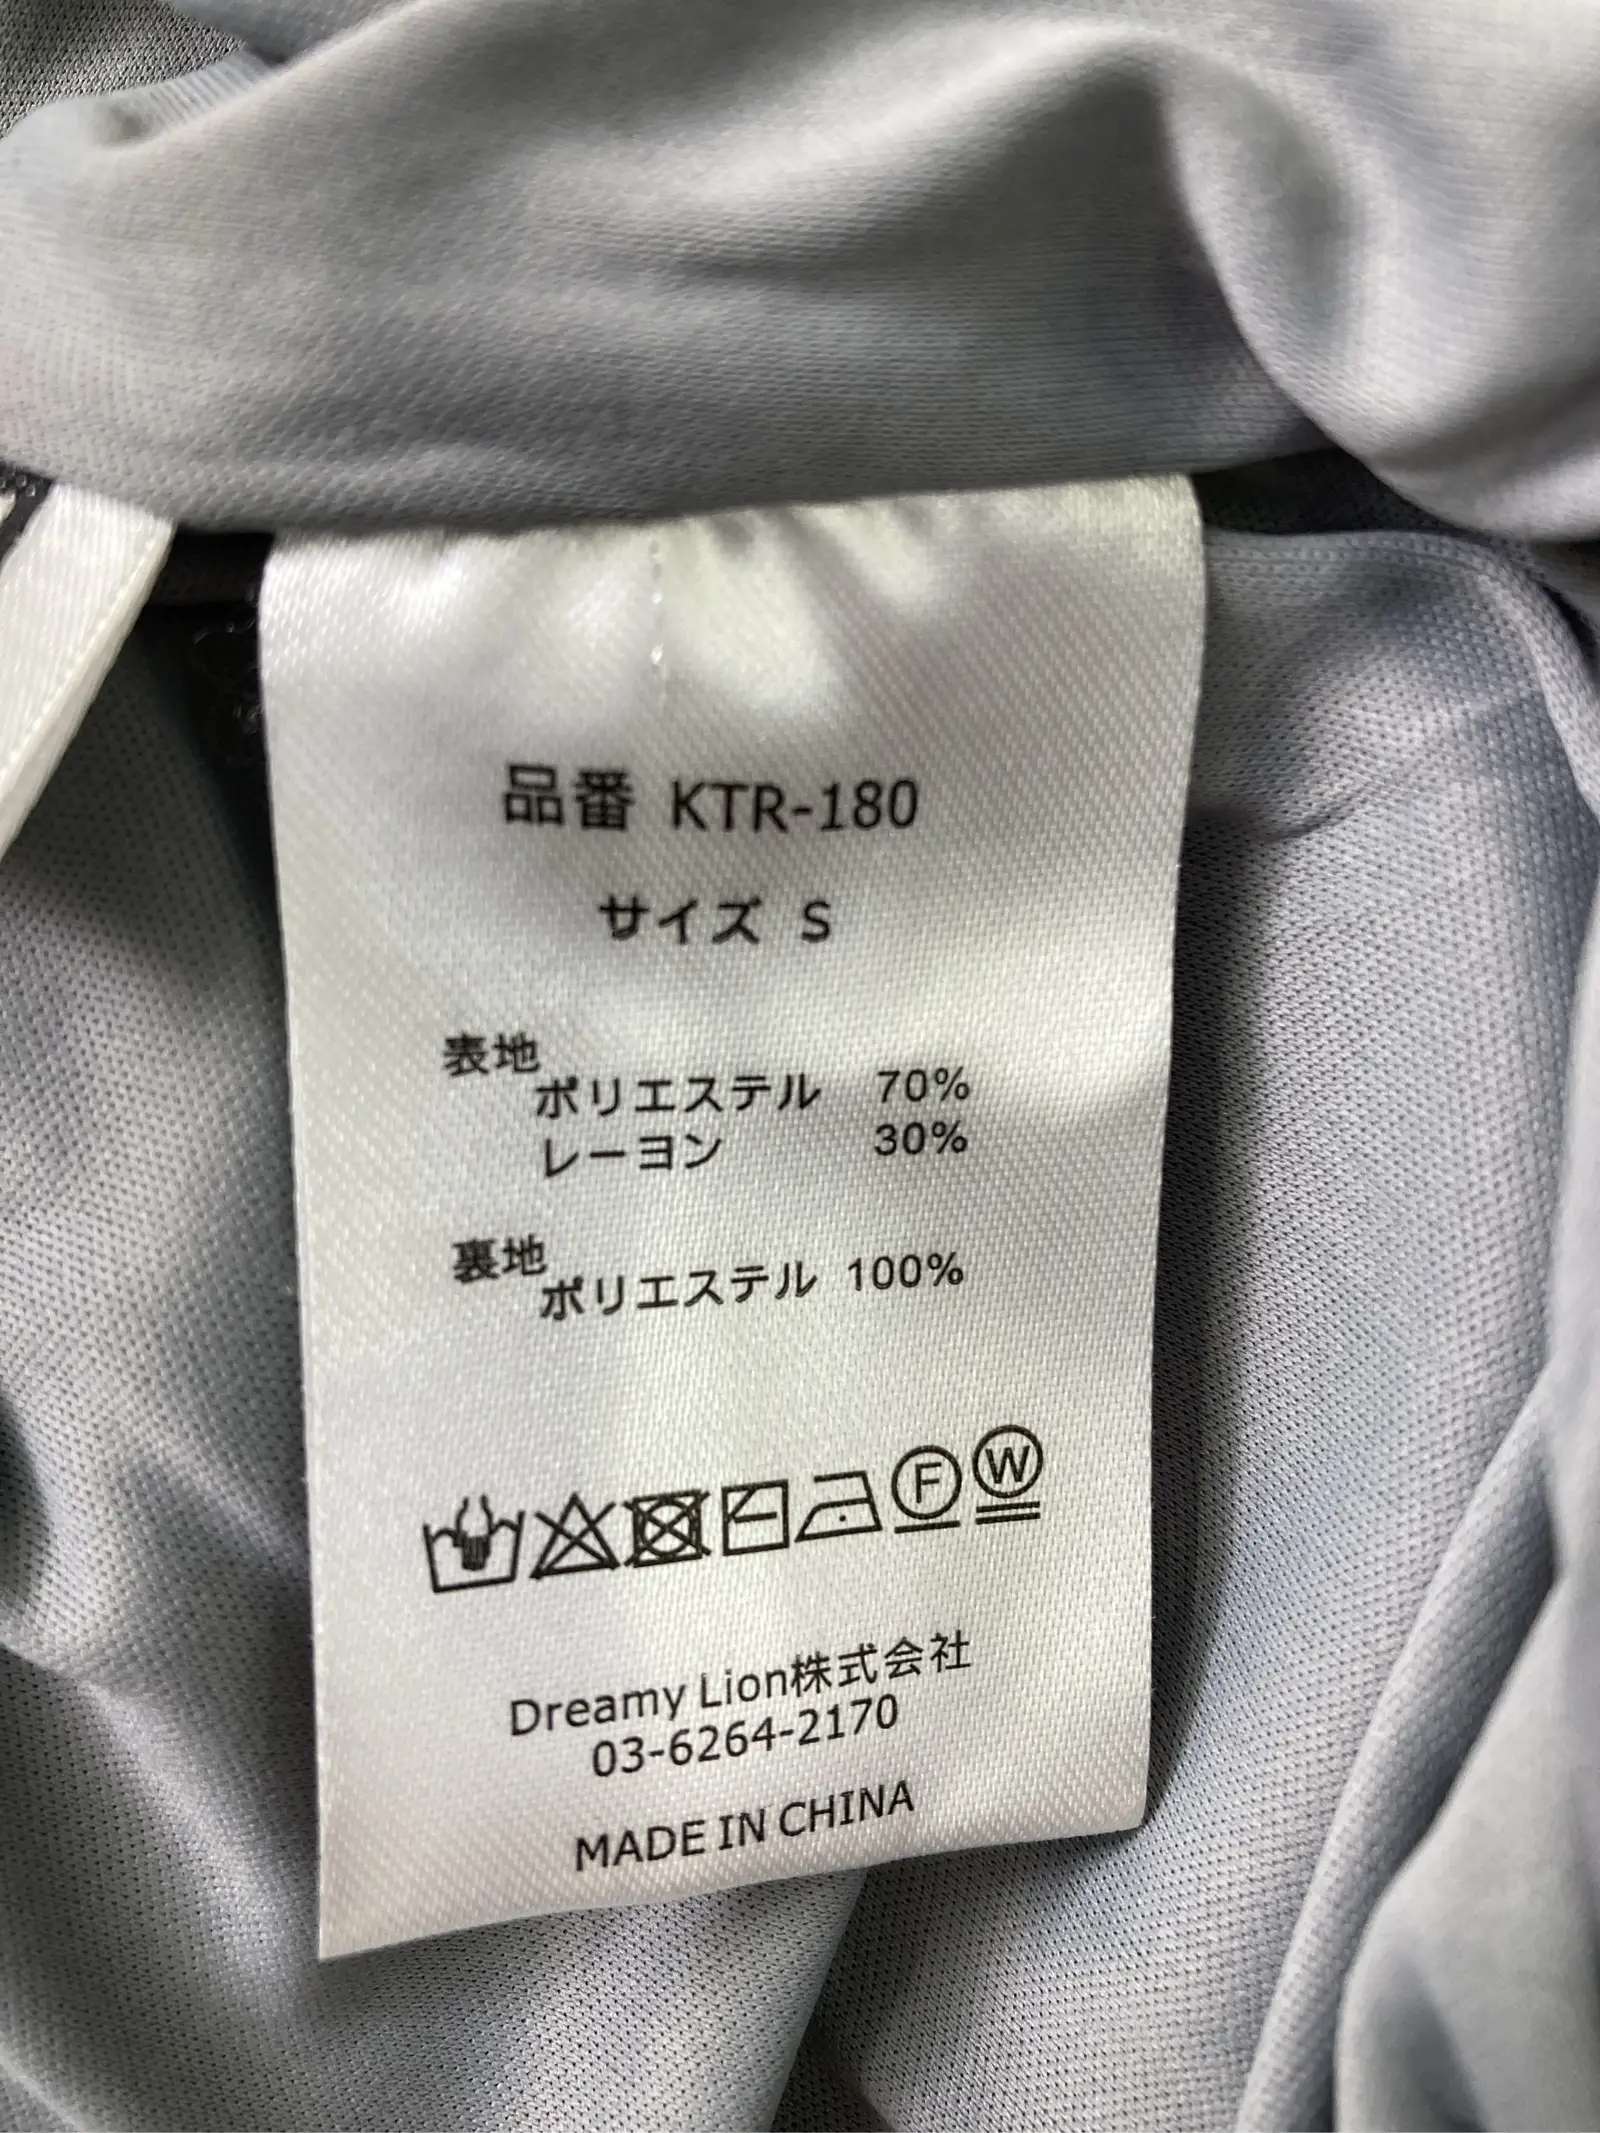 品番 KTR-180
サイズ S
表地
ポリエステル 70%
レーヨン 30%
裏地
ポリエステル 100%
F W
Dreamy Lion株式会社
03-6264-2170
MADE IN CHINA